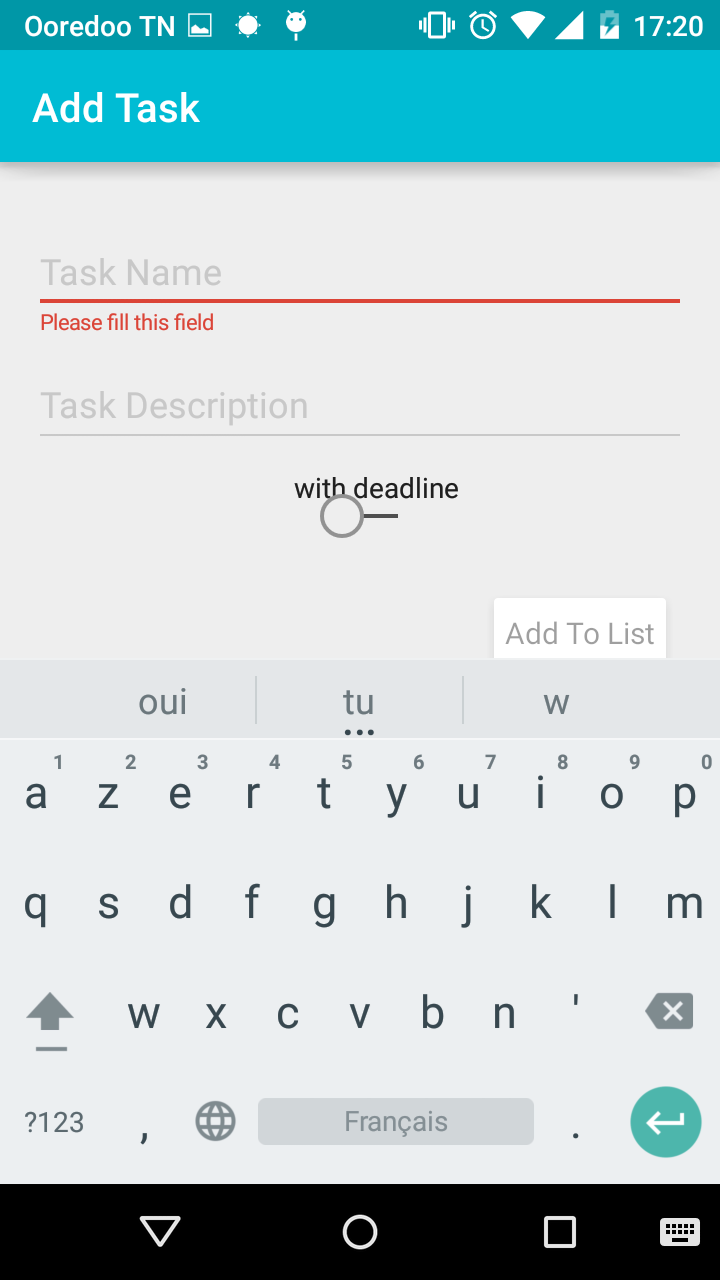 Ooredoo TN 17:20
Add Task
Task Name
Please fill this field
Task Description
with deadline
Add To List
oui tu w
1 2 3 4 5 6 7 8 9 0
a z e r t y u i o p
q s d f g h j k l m
w x c v b n '
?123 , Français .